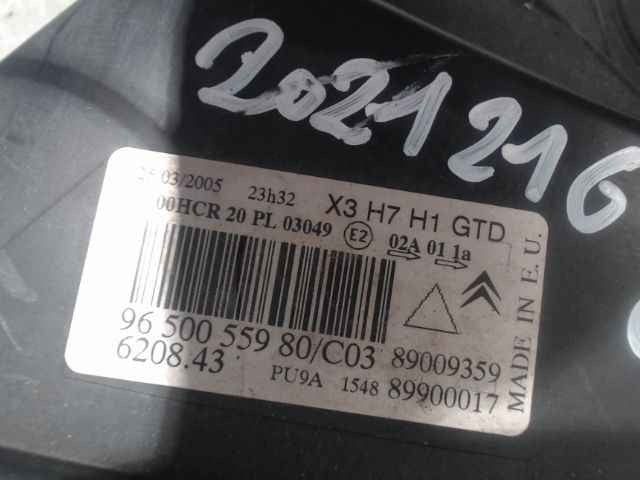 2021216
03/2005 23h32 X3 H7 H1 GTD
00HCR 20 PL 03049 E2 02A 01 1a
96 500 559 80/C03 89009359
6208.43 PU9A 1548 89900017
MADE IN E.U.